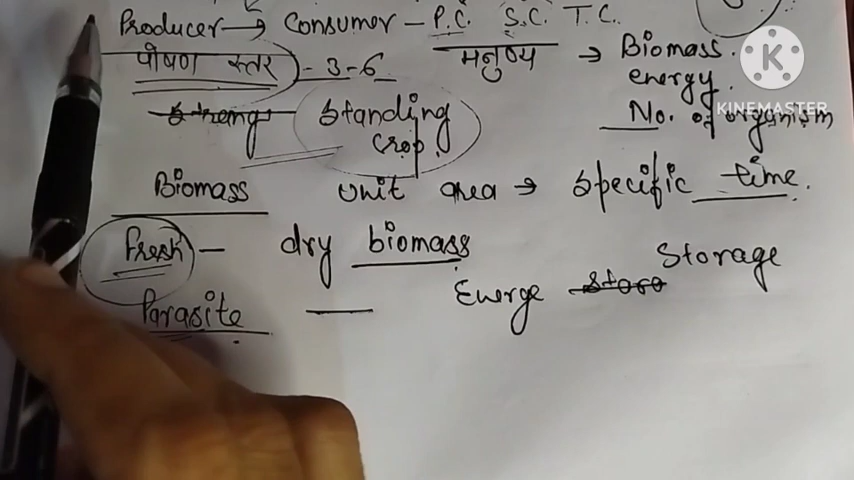 Producer → Consumer - P.C. S.C. T.C.
पोषण स्तर - 3-6 मनुष्य → Biomass.
energy.
No. of organism
KINEMASTER
Standing
crop.
Biomass unit area → specific time.
Fresh - dry biomass
Energe Storage
Parasite —